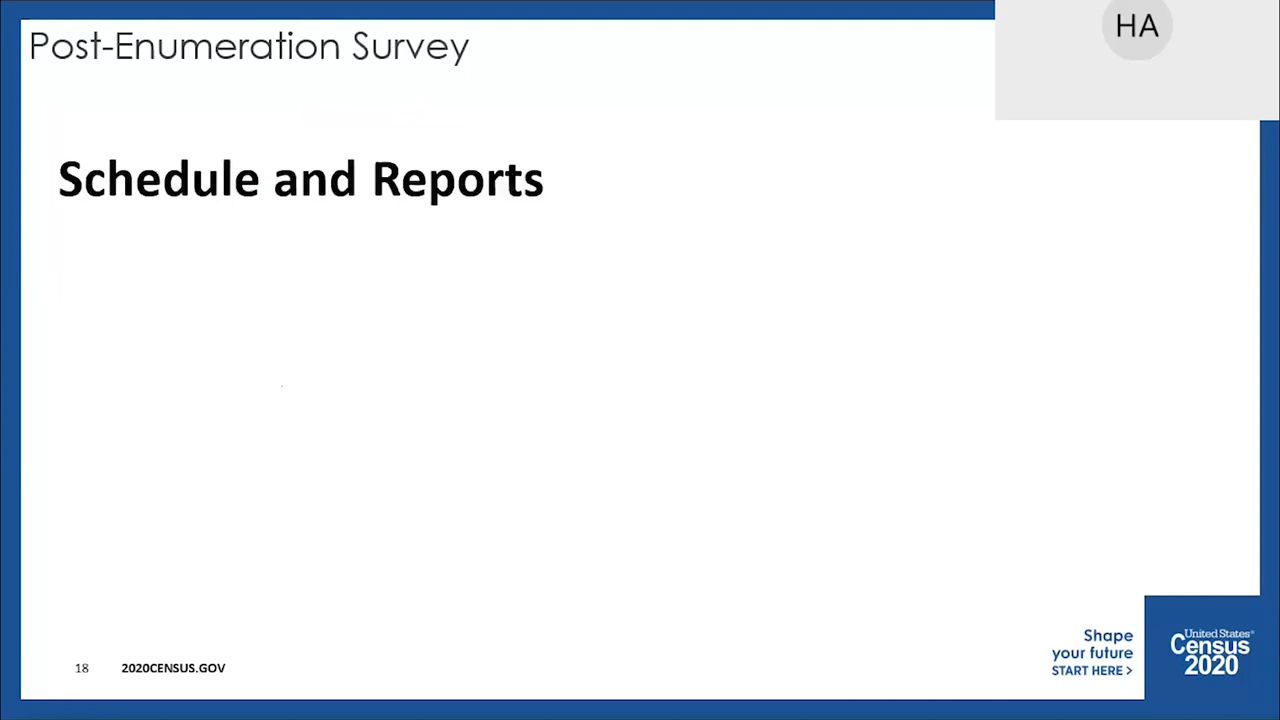 Post-Enumeration Survey
HA
Schedule and Reports
Shape
your future
START HERE >
United States®
Census
2020
18
2020CENSUS.GOV